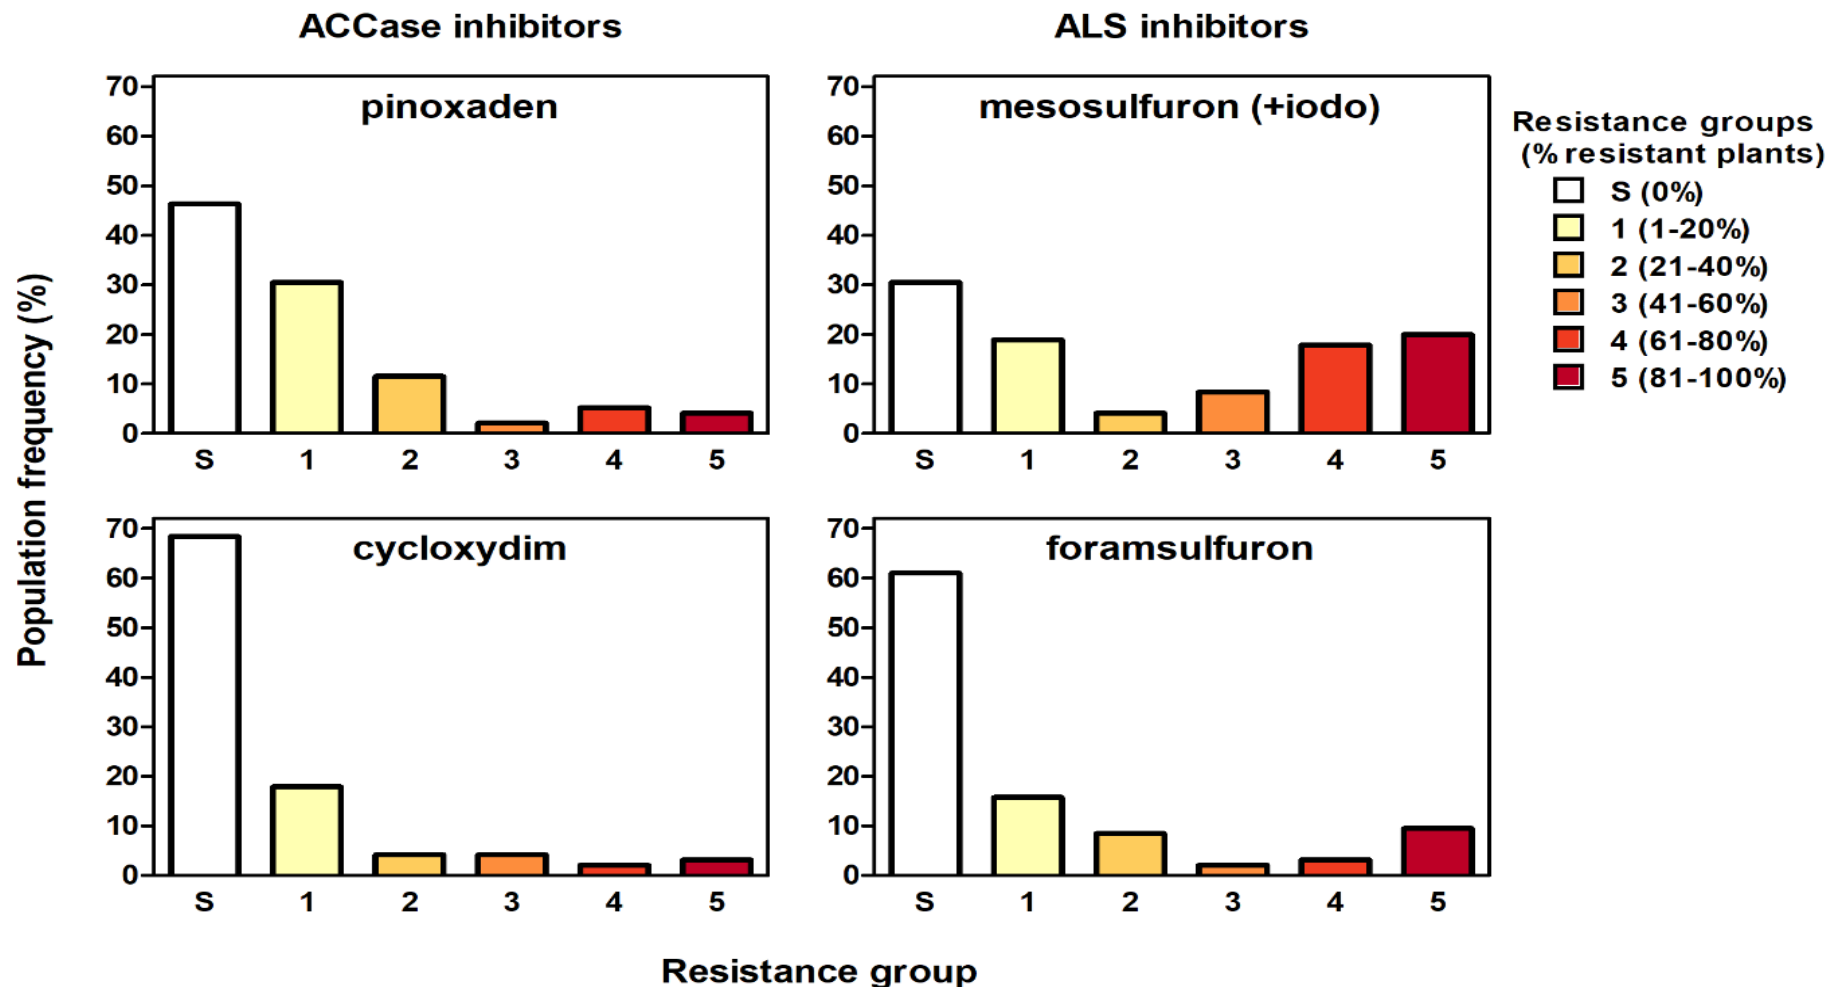 ACCase inhibitors
ALS inhibitors
Population frequency (%)
pinoxaden
70
60
50
40
30
20
10
0
S 1 2 3 4 5
mesosulfuron (+iodo)
70
60
50
40
30
20
10
0
S 1 2 3 4 5
Resistance groups
(% resistant plants)
S (0%)
1 (1-20%)
2 (21-40%)
3 (41-60%)
4 (61-80%)
5 (81-100%)
cycloxydim
70
60
50
40
30
20
10
0
S 1 2 3 4 5
foramsulfuron
70
60
50
40
30
20
10
0
S 1 2 3 4 5
Resistance group